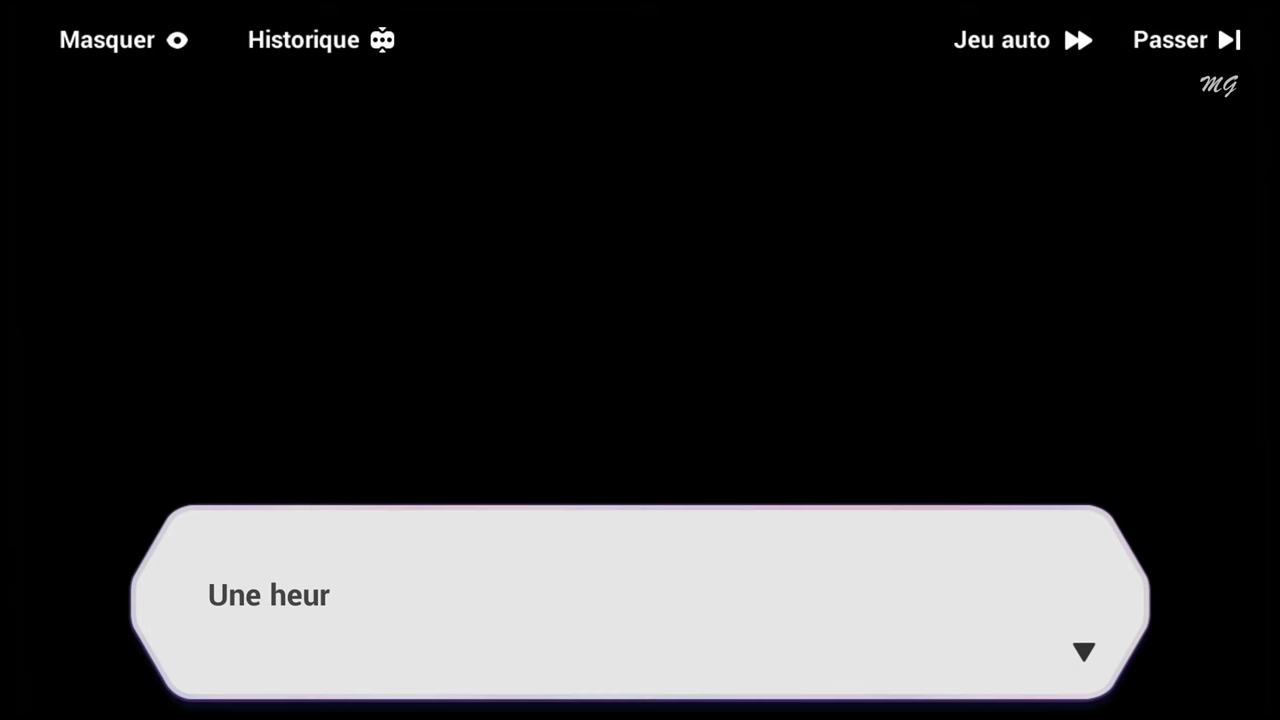 Masquer
Historique
Jeu auto
Passer
MG
Une heur